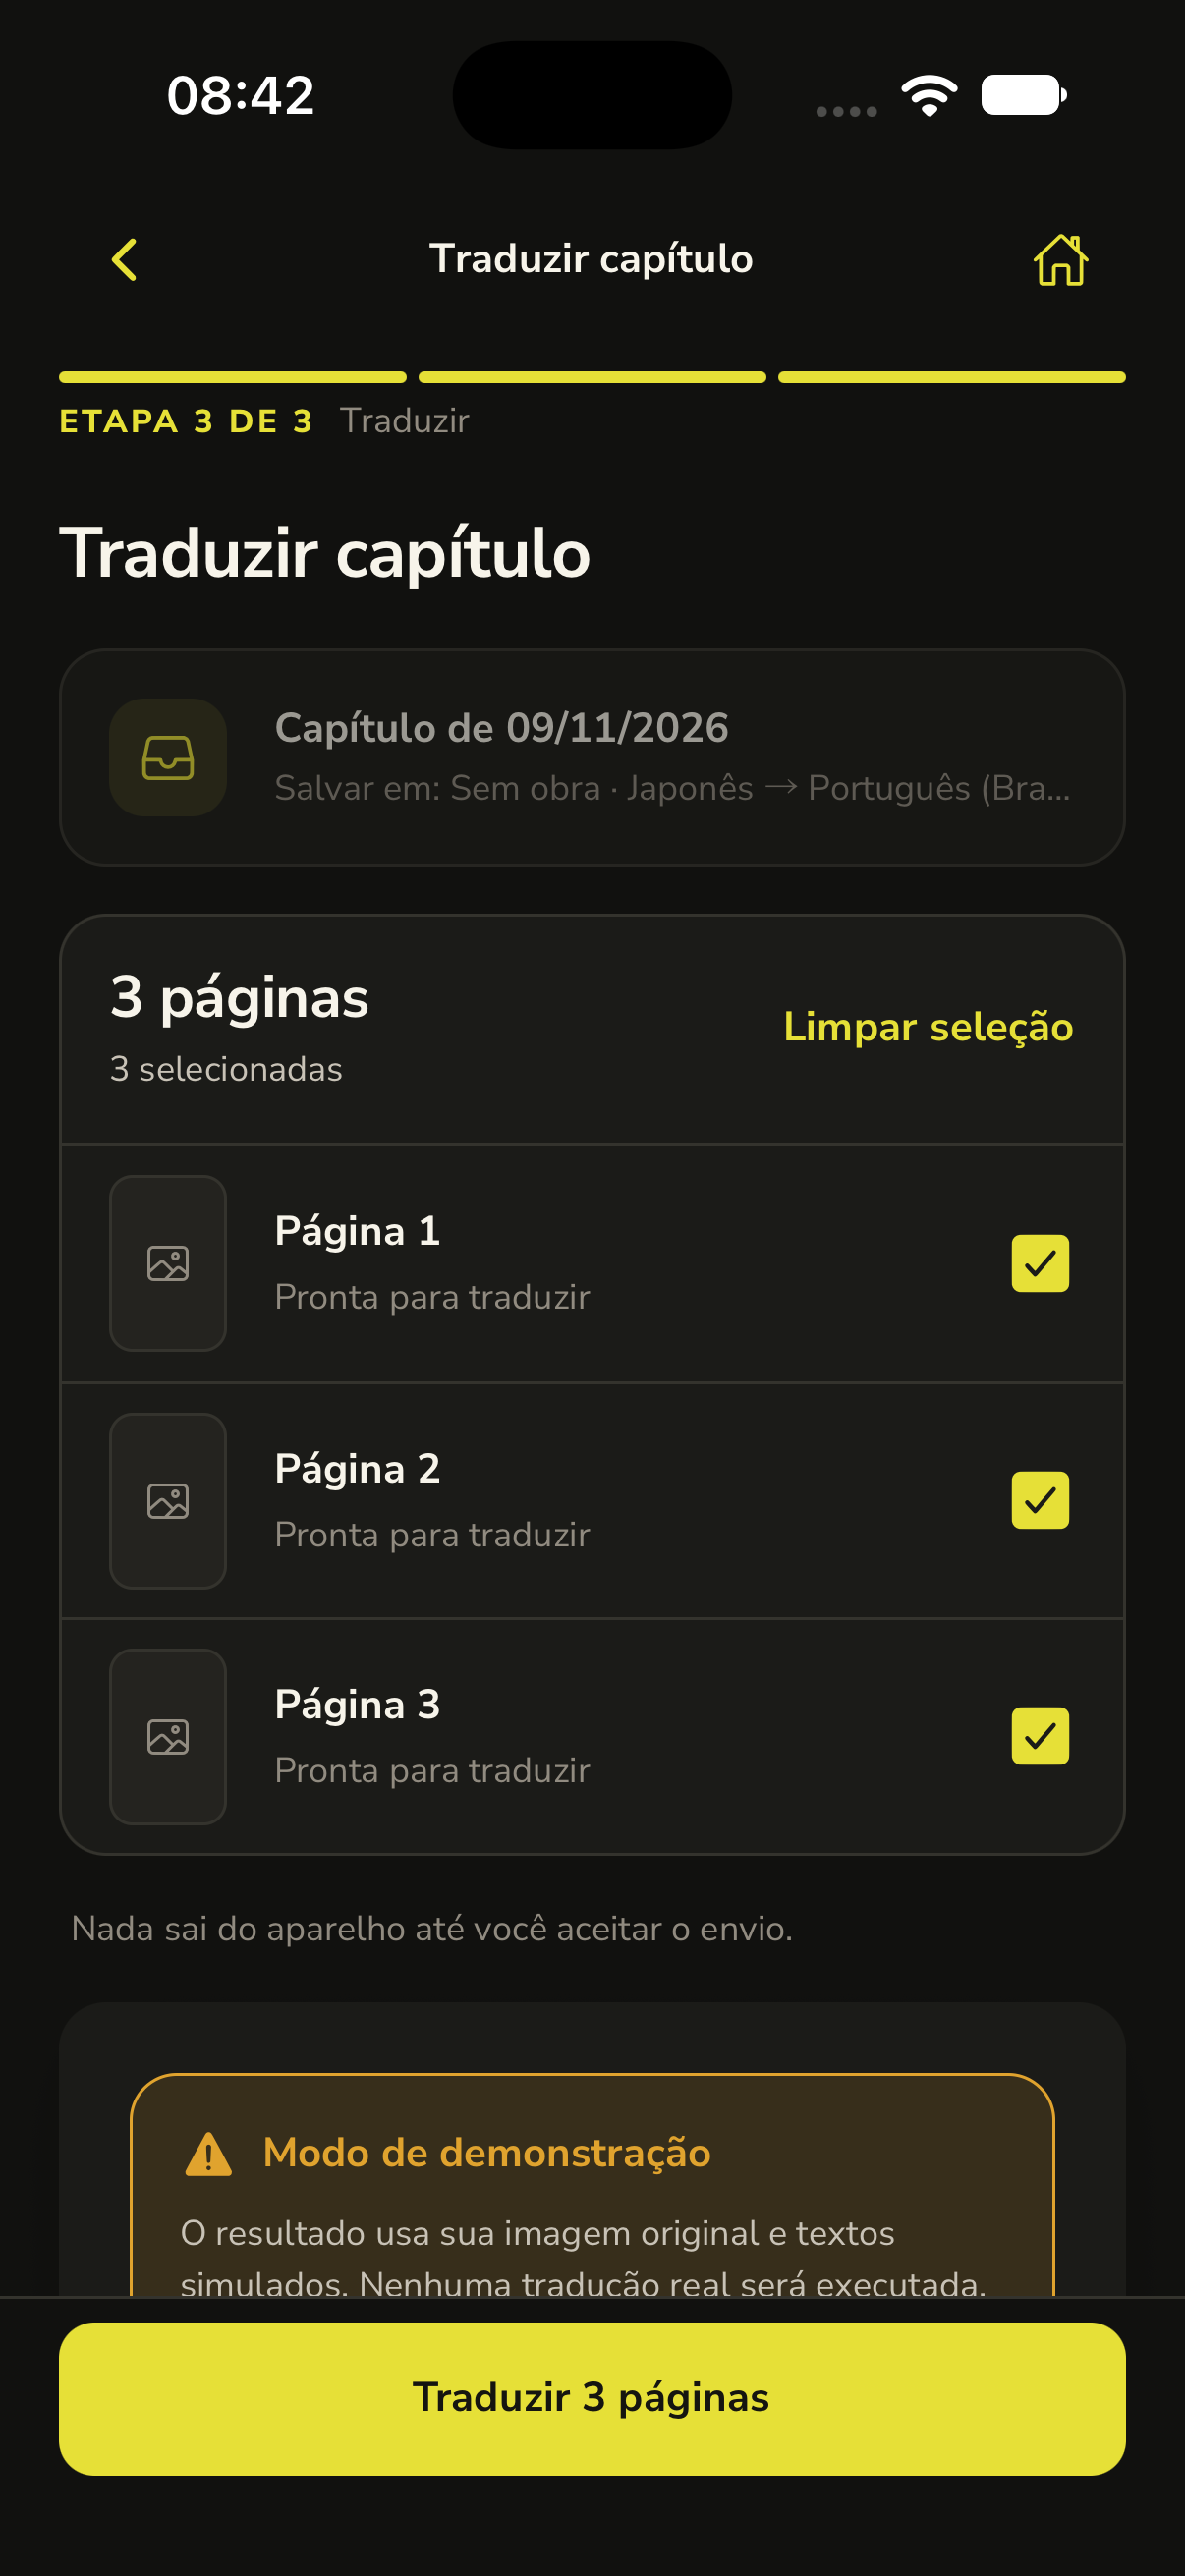 08:42
Traduzir capítulo
ETAPA 3 DE 3 Traduzir
Traduzir capítulo
Capítulo de 09/11/2026
Salvar em: Sem obra · Japonês → Português (Bra...
3 páginas
Limpar seleção
3 selecionadas
Página 1
Pronta para traduzir
Página 2
Pronta para traduzir
Página 3
Pronta para traduzir
Nada sai do aparelho até você aceitar o envio.
Modo de demonstração
O resultado usa sua imagem original e textos
simulados. Nenhuma tradução real será executada.
Traduzir 3 páginas